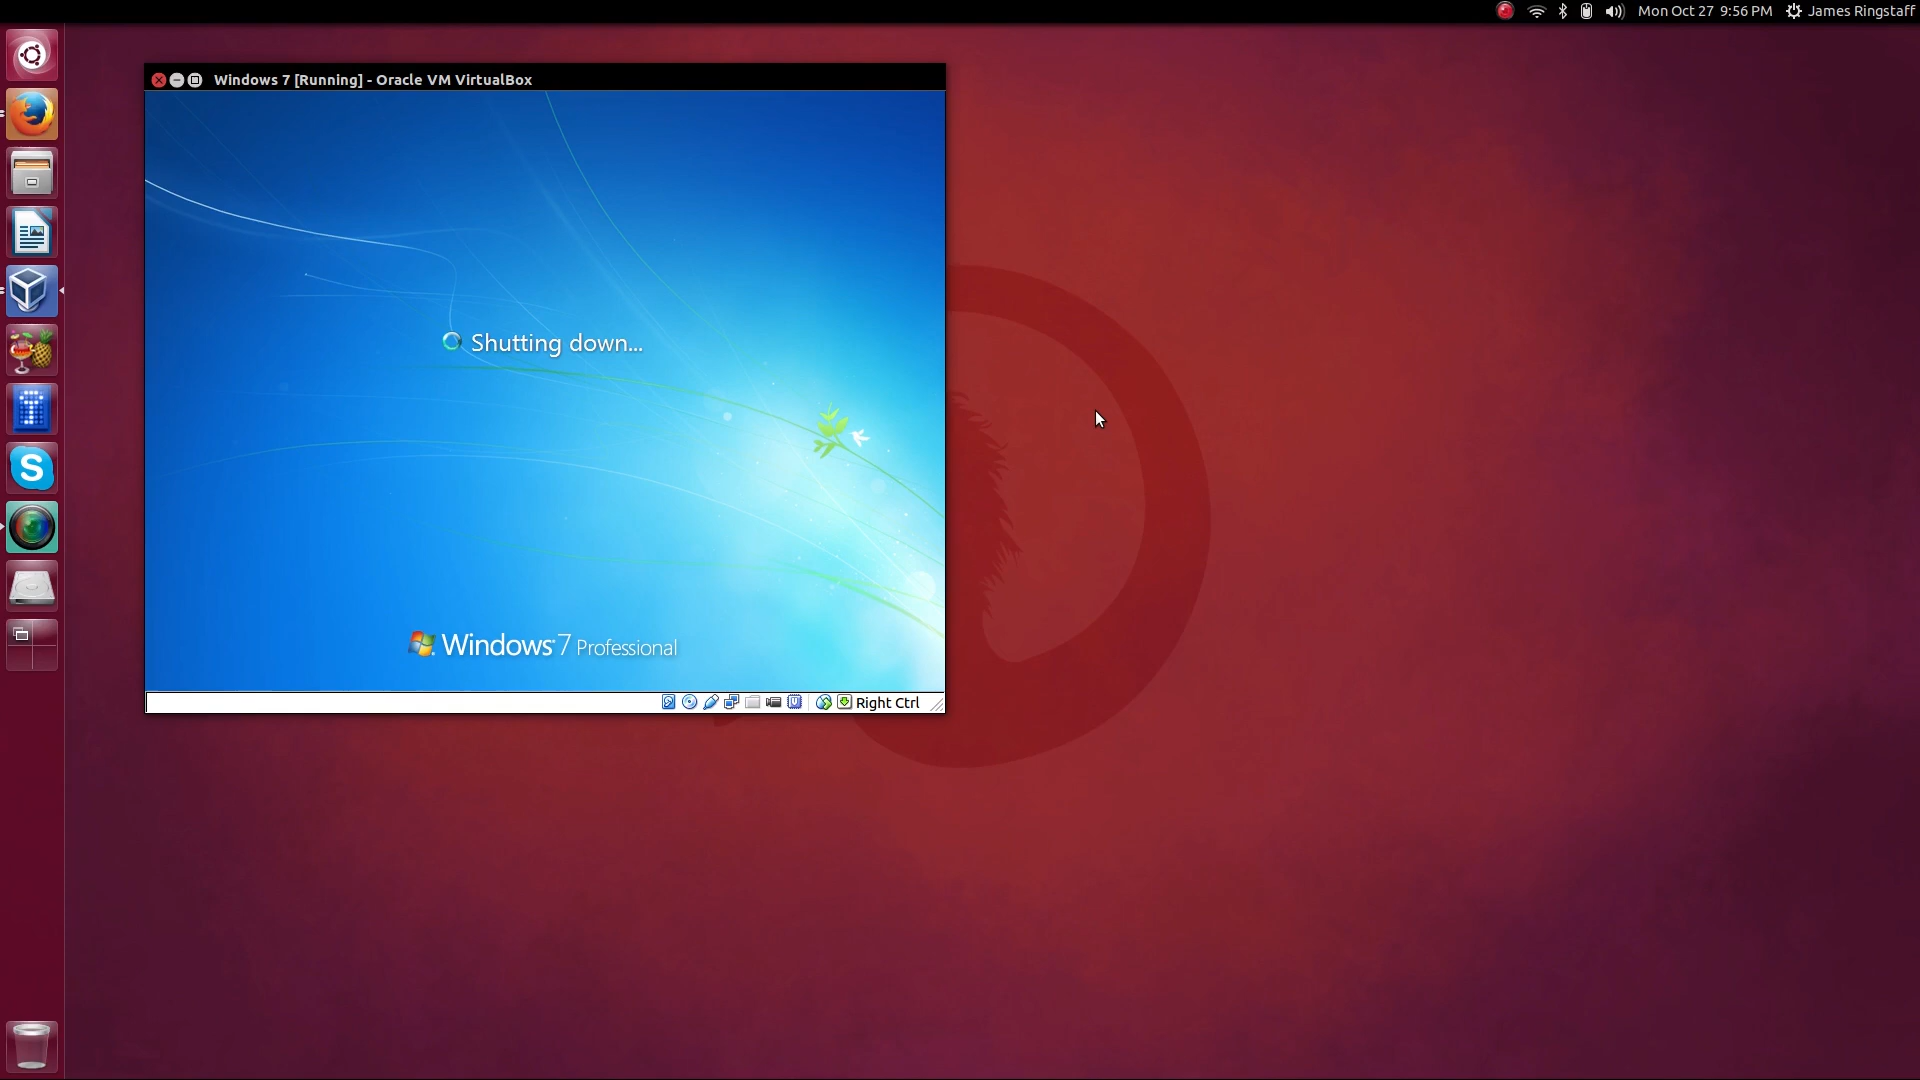 Mon Oct 27 9:56 PM James Ringstaff
Windows 7 [Running] - Oracle VM VirtualBox
Shutting down...
Windows 7 Professional
Right Ctrl
S